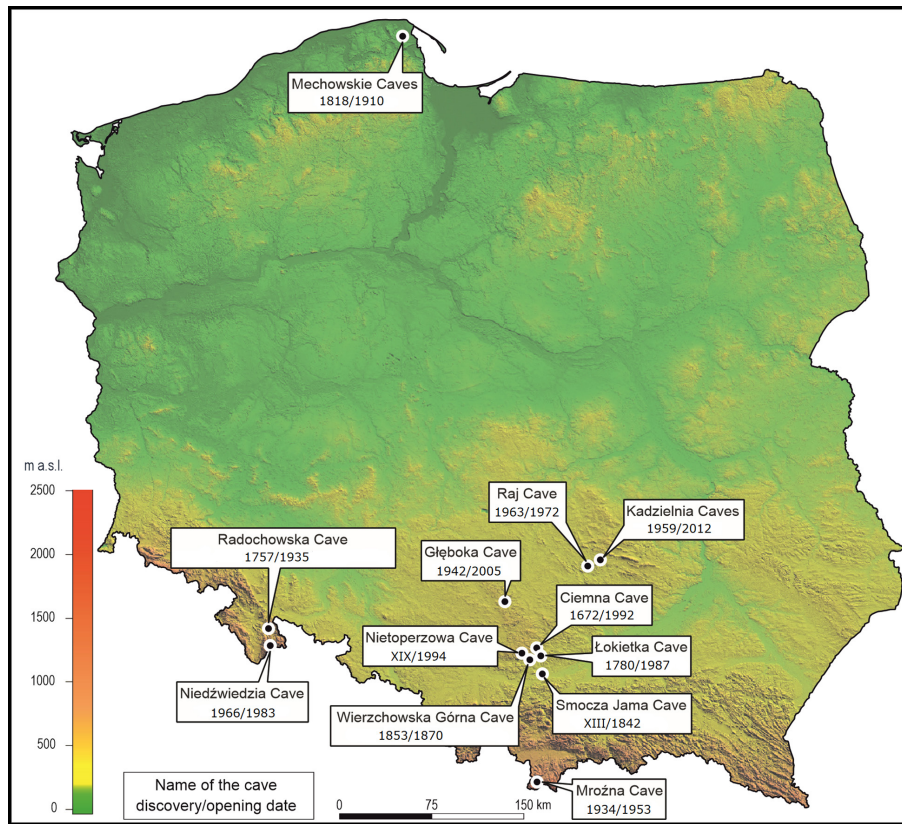 Mechowskie Caves
1818/1910
m a.s.l.
2500
2000
1500
1000
500
0
Raj Cave
1963/1972
Kadzielnia Caves
1959/2012
Radochowska Cave
1757/1935
Głęboka Cave
1942/2005
Ciemna Cave
1672/1992
Nietoperzowa Cave
XIX/1994
Łokietka Cave
1780/1987
Niedźwiedzia Cave
1966/1983
Wierzchowska Górna Cave
1853/1870
Smocza Jama Cave
XIII/1842
Mroźna Cave
1934/1953
Name of the cave
discovery/opening date
0 75 150 km